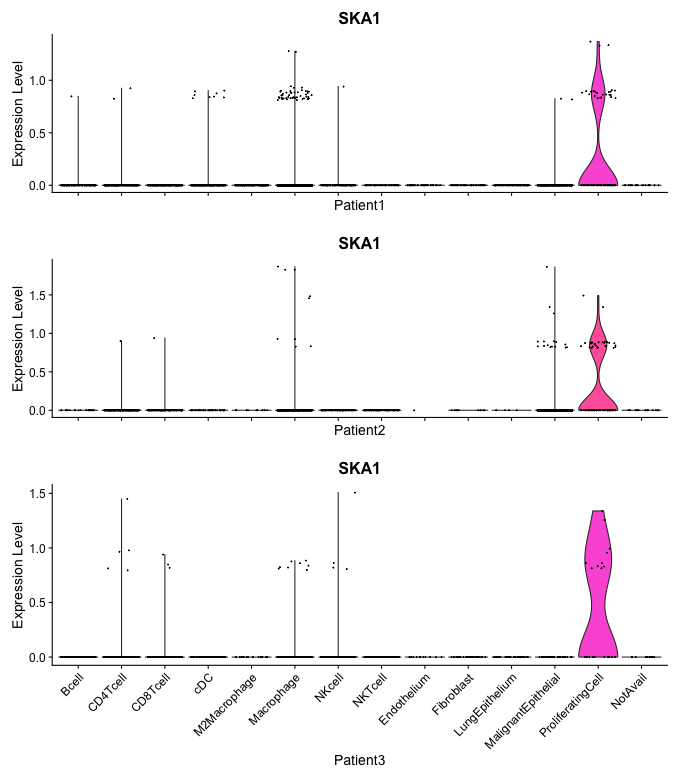 SKA1
Expression Level
1.0
0.5
0.0
Patient1
SKA1
Expression Level
1.5
1.0
0.5
0.0
Patient2
SKA1
Expression Level
1.5
1.0
0.5
0.0
Bcell
CD4Tcell
CD8Tcell
cDC
M2Macrophage
Macrophage
NKcell
NKTcell
Endothelium
Fibroblast
LungEpithelium
MalignantEpithelial
ProliferatingCell
NotAvail
Patient3